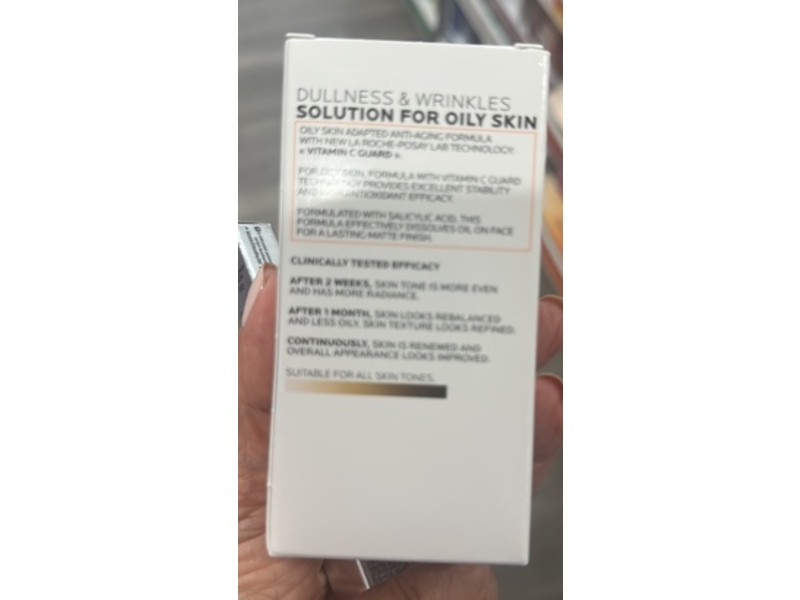 DULLNESS & WRINKLES
SOLUTION FOR OILY SKIN
OILY SKIN ADAPTED ANTI-AGING FORMULA
WITH NEW LA ROCHE-POSAY LAB TECHNOLOGY:
« VITAMIN C GUARD ».
FOR OILY SKIN, FORMULA WITH VITAMIN C GUARD
TECHNOLOGY PROVIDES EXCELLENT STABILITY
AND HIGH ANTIOXIDANT EFFICACY.
FORMULATED WITH SALICYLIC ACID, THIS
FORMULA EFFECTIVELY DISSOLVES OIL ON FACE
FOR A LASTING MATTE FINISH.
CLINICALLY TESTED EFFICACY
AFTER 2 WEEKS, SKIN TONE IS MORE EVEN
AND HAS MORE RADIANCE.
AFTER 1 MONTH, SKIN LOOKS REBALANCED
AND LESS OILY. SKIN TEXTURE LOOKS REFINED.
CONTINUOUSLY, SKIN IS RENEWED AND
OVERALL APPEARANCE LOOKS IMPROVED.
SUITABLE FOR ALL SKIN TONES.